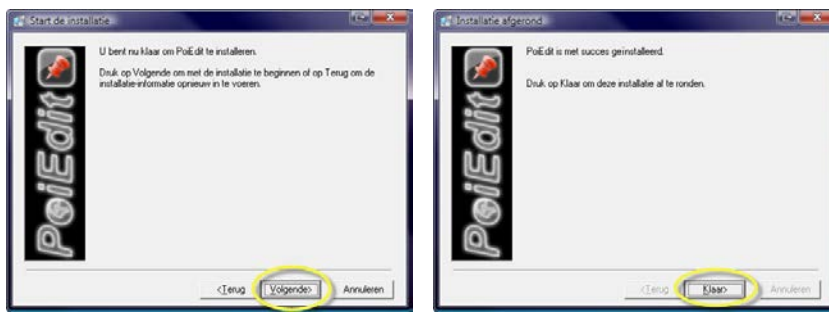 Start de installatie
PoiEdit
U bent nu klaar om PoiEdit te installeren.
Druk op Volgende om met de installatie te beginnen of op Terug om de
installatie-informatie opnieuw in te voeren.
<Terug
Volgende>
Annuleren
Installatie afgerond
PoiEdit
PoiEdit is met succes geïnstalleerd.
Druk op Klaar om deze installatie af te ronden.
<Terug
Klaar>
Annuleren